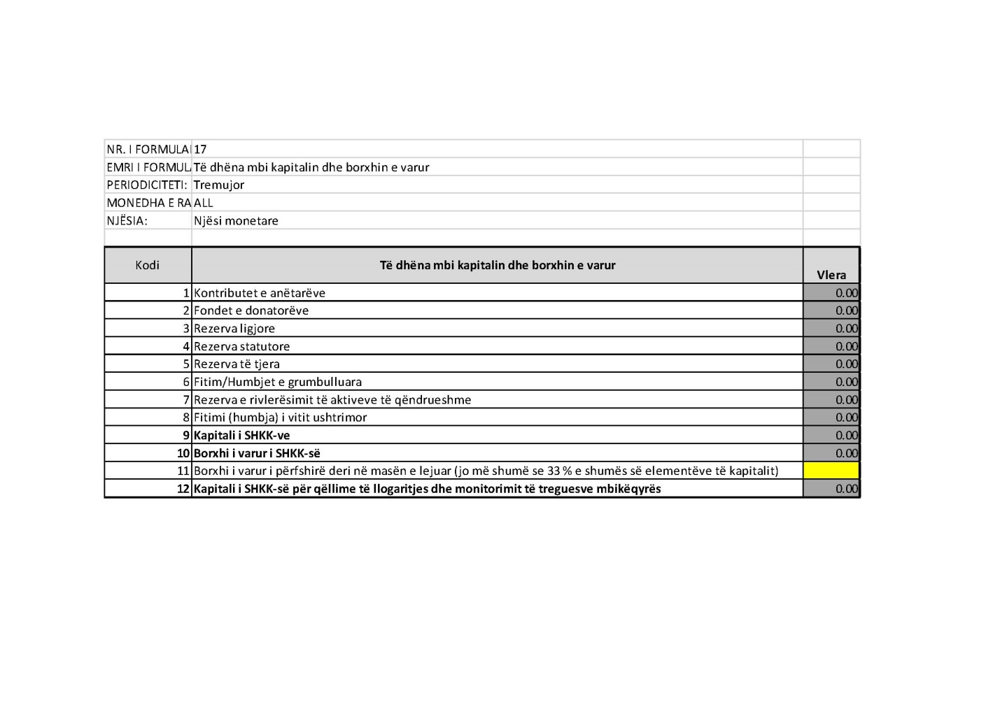 NR. I FORMULA 17
EMRI I FORMUL Të dhëna mbi kapitalin dhe borxhin e varur
PERIODICITETI: Tremujor
MONEDHA E RA ALL
NJËSIA: Njësi monetare
Kodi Të dhëna mbi kapitalin dhe borxhin e varur Vlera
1 Kontributet e anëtarëve 0.00
2 Fondet e donatorëve 0.00
3 Rezerva ligjore 0.00
4 Rezerva statutore 0.00
5 Rezerva të tjera 0.00
6 Fitim/Humbjet e grumbulluara 0.00
7 Rezerva e rivlerësimit të aktiveve të qëndrueshme 0.00
8 Fitimi (humbja) i vitit ushtrimor 0.00
9 Kapitali i SHKK-ve 0.00
10 Borxhi i varur i SHKK-së 0.00
11 Borxhi i varur i përfshirë deri në masën e lejuar (jo më shumë se 33 % e shumës së elementëve të kapitalit)
12 Kapitali i SHKK-së për qëllime të llogaritjes dhe monitorimit të treguesve mbikëqyrës 0.00